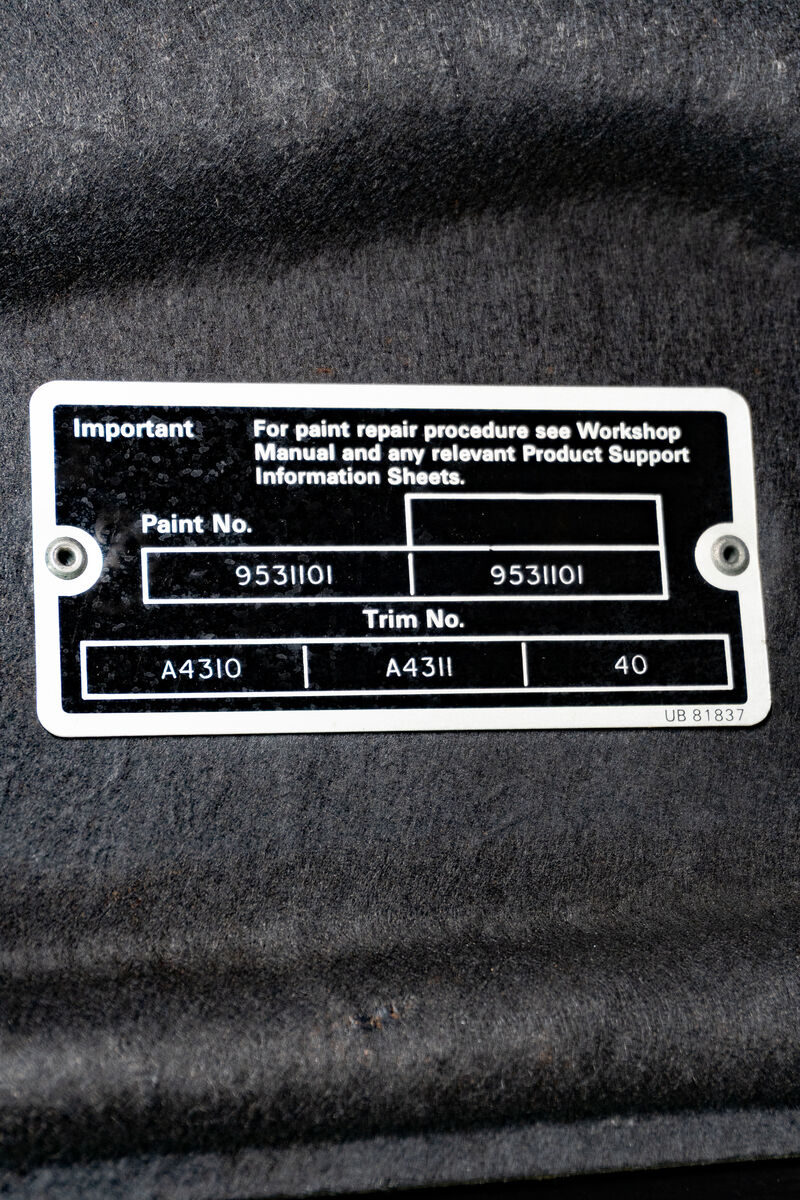 Important
For paint repair procedure see Workshop
Manual and any relevant Product Support
Information Sheets.
Paint No.
9531101 9531101
Trim No.
A4310 A4311 40
UB 81837